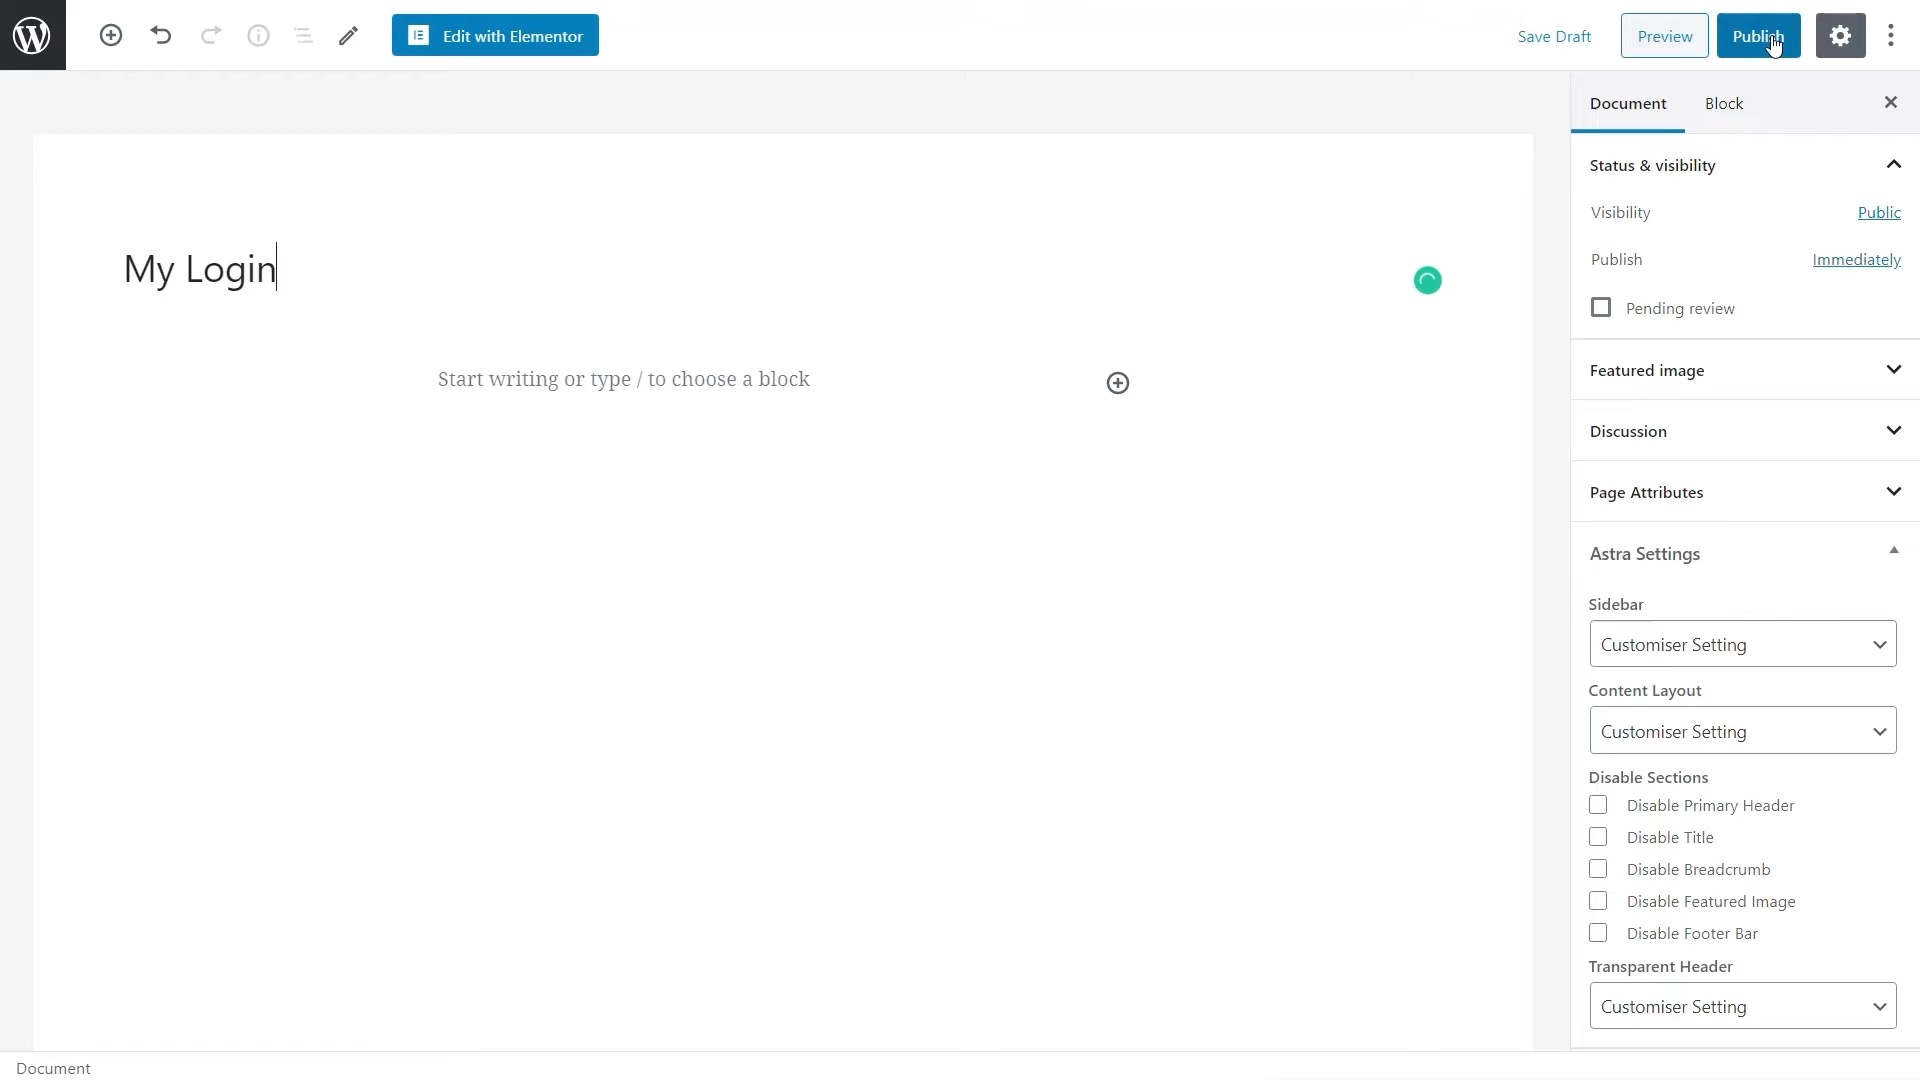 Edit with Elementor
Save Draft
Preview
Publish
Document
Block
Status & visibility
Visibility
Public
Publish
Immediately
Pending review
My Login
Start writing or type / to choose a block
Featured image
Discussion
Page Attributes
Astra Settings
Sidebar
Customiser Setting
Content Layout
Customiser Setting
Disable Sections
Disable Primary Header
Disable Title
Disable Breadcrumb
Disable Featured Image
Disable Footer Bar
Transparent Header
Customiser Setting
Document